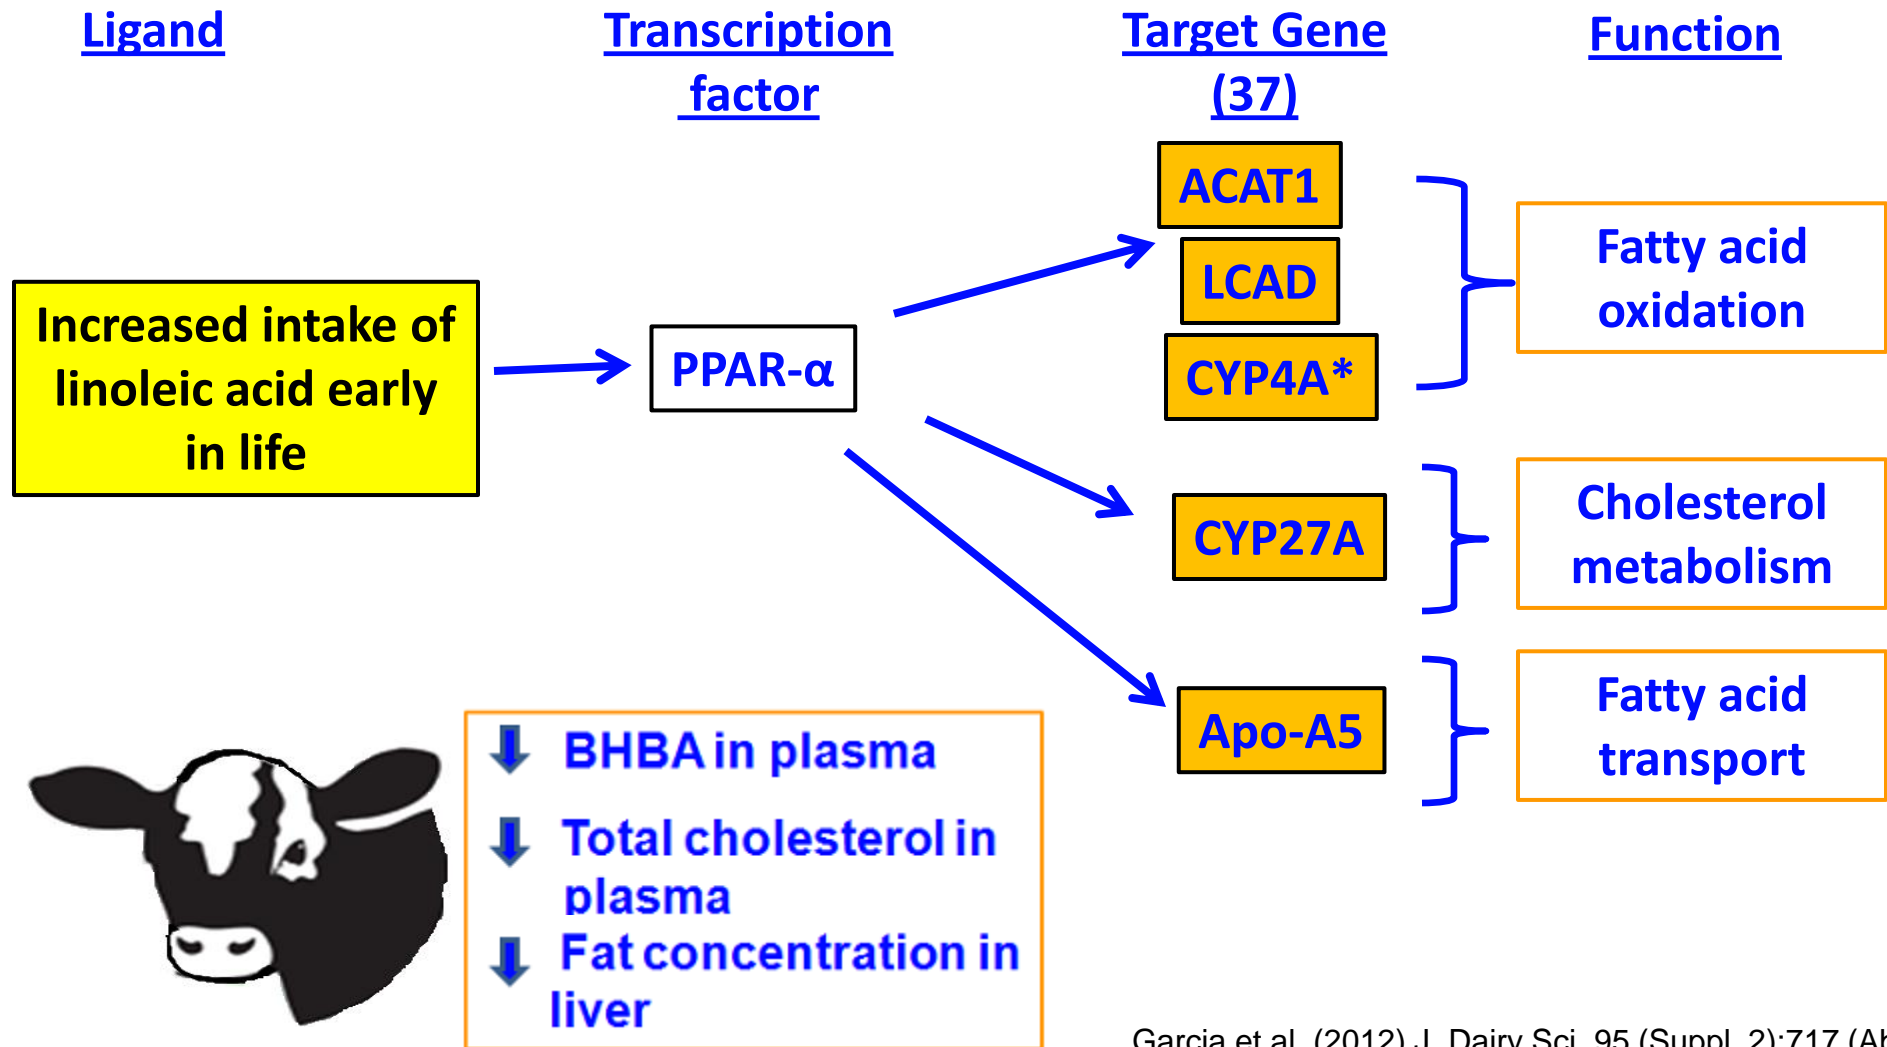 Ligand
Transcription
factor
Target Gene
(37)
Function
Increased intake of
linoleic acid early
in life
PPAR-α
ACAT1
LCAD
CYP4A*
CYP27A
Apo-A5
Fatty acid
oxidation
Cholesterol
metabolism
Fatty acid
transport
BHBA in plasma
Total cholesterol in
plasma
Fat concentration in
liver
Garcia et al. (2012) J. Dairy Sci. 95 (Suppl. 2):717